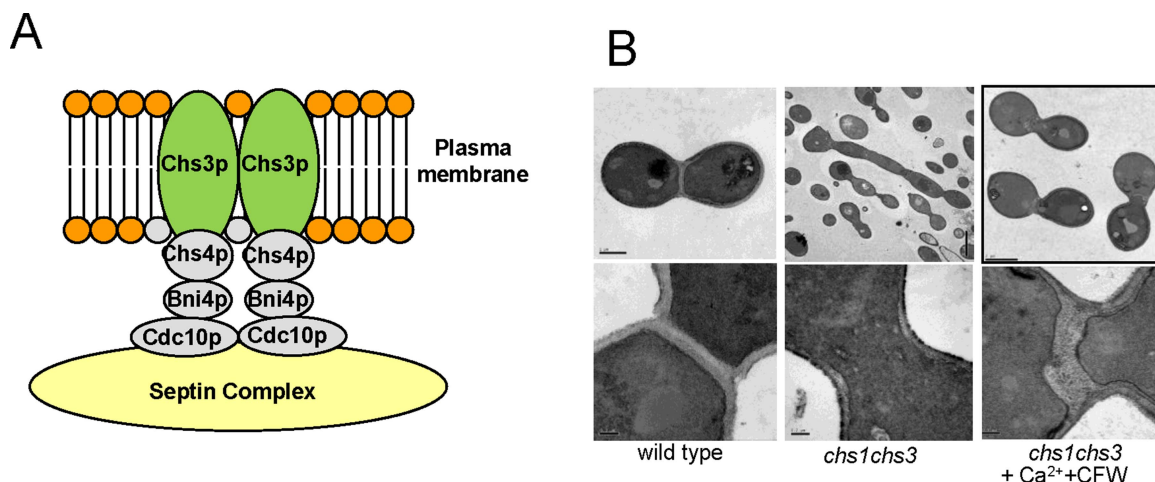 A
Chs3p Chs3p
Plasma
membrane
Chs4p Chs4p
Bni4p Bni4p
Cdc10p Cdc10p
Septin Complex
B
wild type
chs1chs3
chs1chs3
+ Ca²⁺+CFW